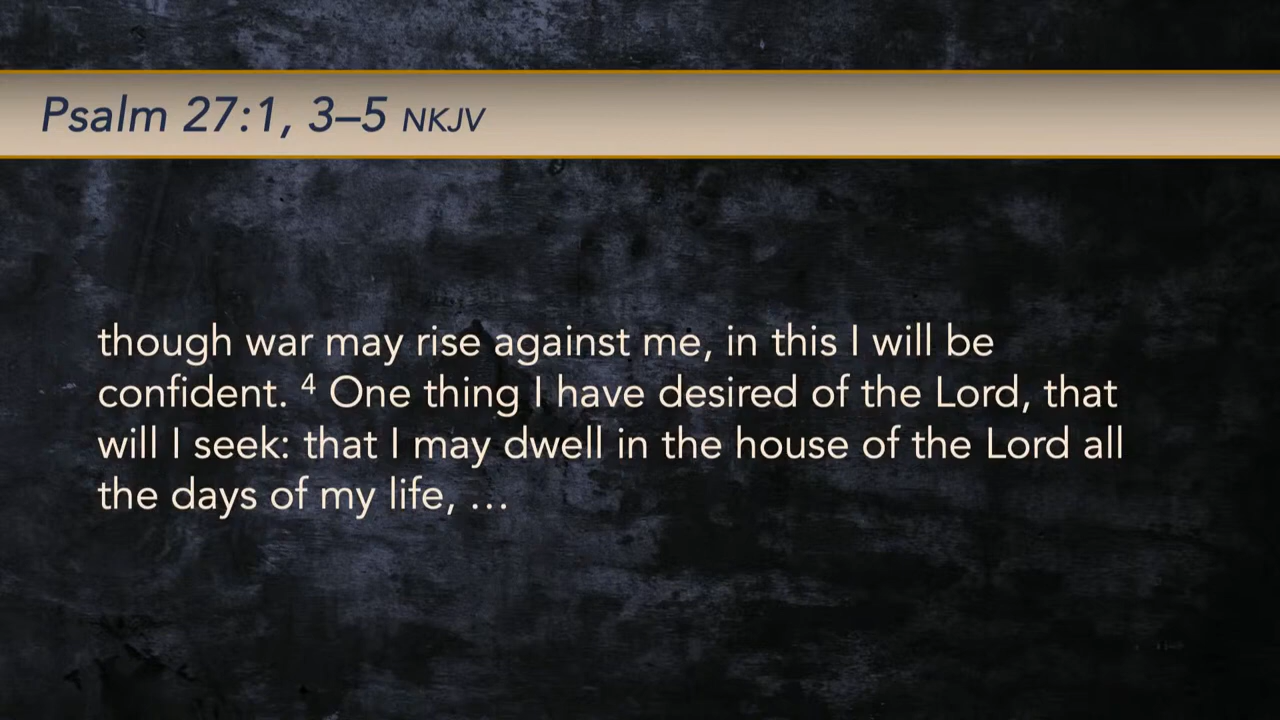 Psalm 27:1, 3–5 NKJV
though war may rise against me, in this I will be
confident. ⁴ One thing I have desired of the Lord, that
will I seek: that I may dwell in the house of the Lord all
the days of my life, …